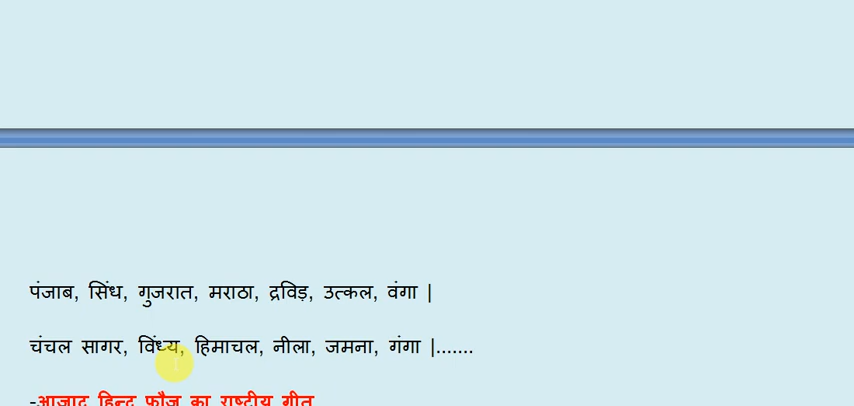 पंजाब, सिंध, गुजरात, मराठा, द्रविड़, उत्कल, वंगा |
चंचल सागर, विंध्य, हिमाचल, नीला, जमना, गंगा |.......
-आजाद हिन्द फौज का राष्ट्रीय गीत